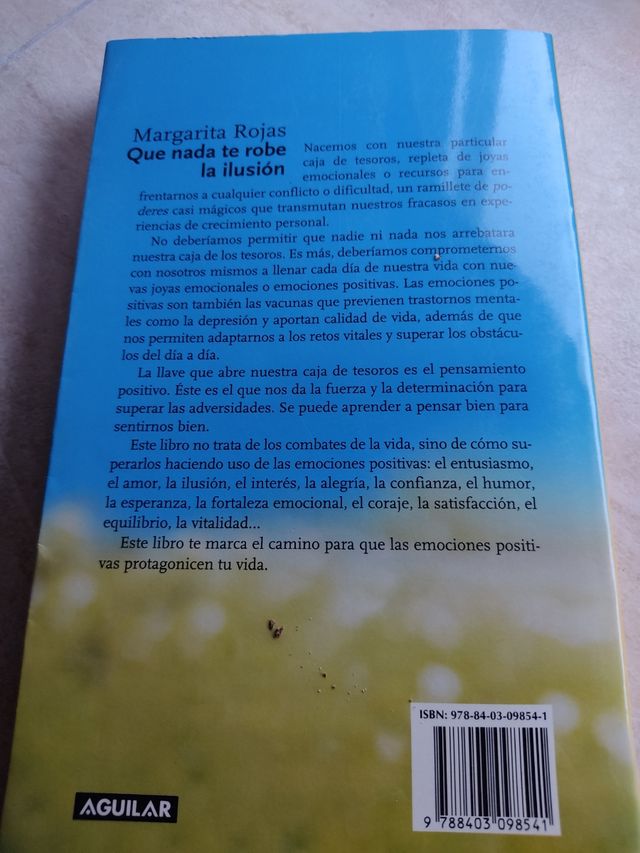 Margarita Rojas
Que nada te robe
la ilusión
Nacemos con nuestra particular
caja de tesoros, repleta de joyas
emocionales o recursos para en-
frentarnos a cualquier conflicto o dificultad, un ramillete de po-
deres casi mágicos que transmutan nuestros fracasos en expe-
riencias de crecimiento personal.
No deberíamos permitir que nadie ni nada nos arrebatara
nuestra caja de los tesoros. Es más, deberíamos comprometernos
con nosotros mismos a llenar cada día de nuestra vida con nue-
vas joyas emocionales o emociones positivas. Las emociones po-
sitivas son también las vacunas que previenen trastornos menta-
les como la depresión y aportan calidad de vida, además de que
nos permiten adaptarnos a los retos vitales y superar los obstácu-
los del día a día.
La llave que abre nuestra caja de tesoros es el pensamiento
positivo. Éste es el que nos da la fuerza y la determinación para
superar las adversidades. Se puede aprender a pensar bien para
sentirnos bien.
Este libro no trata de los combates de la vida, sino de cómo su-
perarlos haciendo uso de las emociones positivas: el entusiasmo,
el amor, la ilusión, el interés, la alegría, la confianza, el humor,
la esperanza, la fortaleza emocional, el coraje, la satisfacción, el
equilibrio, la vitalidad...
Este libro te marca el camino para que las emociones positi-
vas protagonicen tu vida.
ISBN: 978-84-03-09854-1
9 788403 098541
AGUILAR